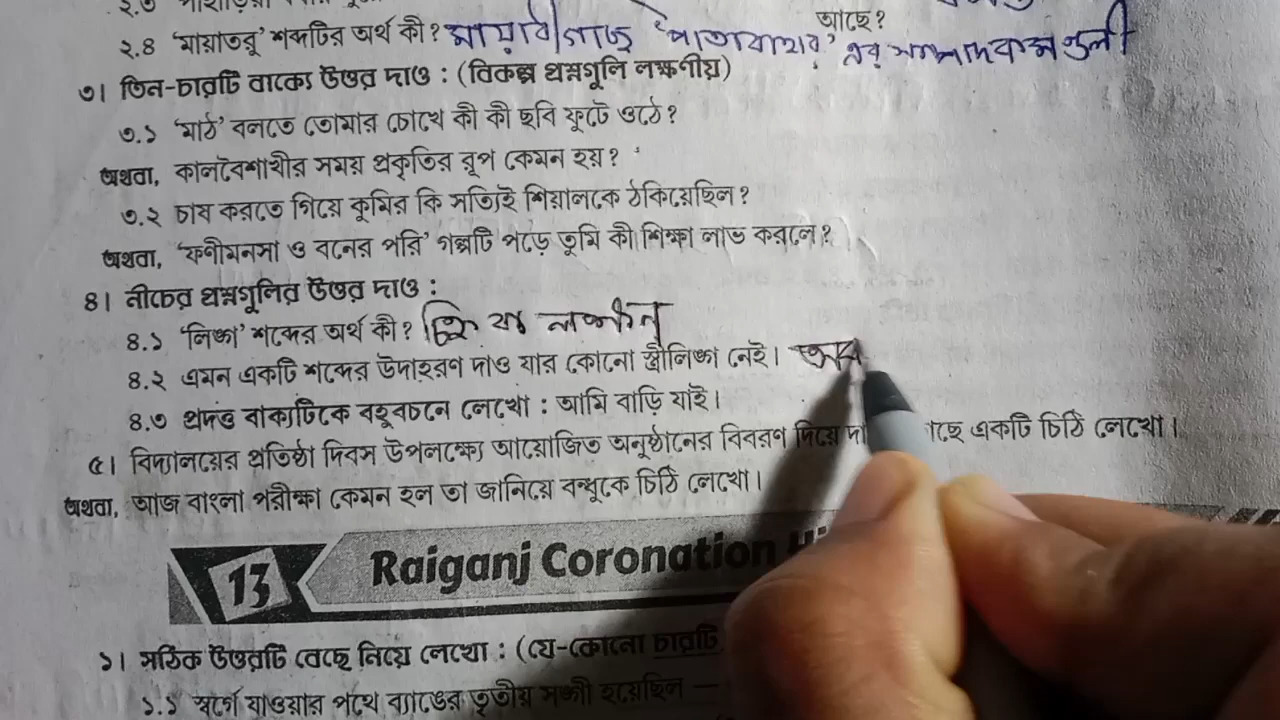 আছে?
২.৪ ‘মায়াতরু’ শব্দটির অর্থ কী? মায়াবী গাছ ‘পাতাবাহার’ এর
৩। তিন-চারটি বাক্যে উত্তর দাও : (বিকল্প প্রশ্নগুলি লক্ষণীয়)
৩.১ ‘মাঠ’ বলতে তোমার চোখে কী কী ছবি ফুটে ওঠে?
অথবা, কালবৈশাখীর সময় প্রকৃতির রূপ কেমন হয়?
৩.২ চাষ করতে গিয়ে কুমির কি সত্যিই শিয়ালকে ঠকিয়েছিল?
অথবা, ‘ফণীমনসা ও বনের পরি’ গল্পটি পড়ে তুমি কী শিক্ষা লাভ করলে?
৪। নীচের প্রশ্নগুলির উত্তর দাও :
৪.১ ‘লিঙ্গ’ শব্দের অর্থ কী? চিহ্ন বা লক্ষণ
৪.২ এমন একটি শব্দের উদাহরণ দাও যার কোনো স্ত্রীলিঙ্গ নেই।
৪.৩ প্রদত্ত বাক্যটিকে বহুবচনে লেখো : আমি বাড়ি যাই।
৫। বিদ্যালয়ের প্রতিষ্ঠা দিবস উপলক্ষ্যে আয়োজিত অনুষ্ঠানের বিবরণ দিয়ে একটি চিঠি লেখো।
অথবা, আজ বাংলা পরীক্ষা কেমন হল তা জানিয়ে বন্ধুকে চিঠি লেখো।
13 Raiganj Coronation
১। সঠিক উত্তরটি বেছে নিয়ে লেখো : (যে-কোনো চারটি
১.১ স্বর্গে যাওয়ার পথে ব্যাঙের তৃতীয় সঙ্গী হয়েছিল —